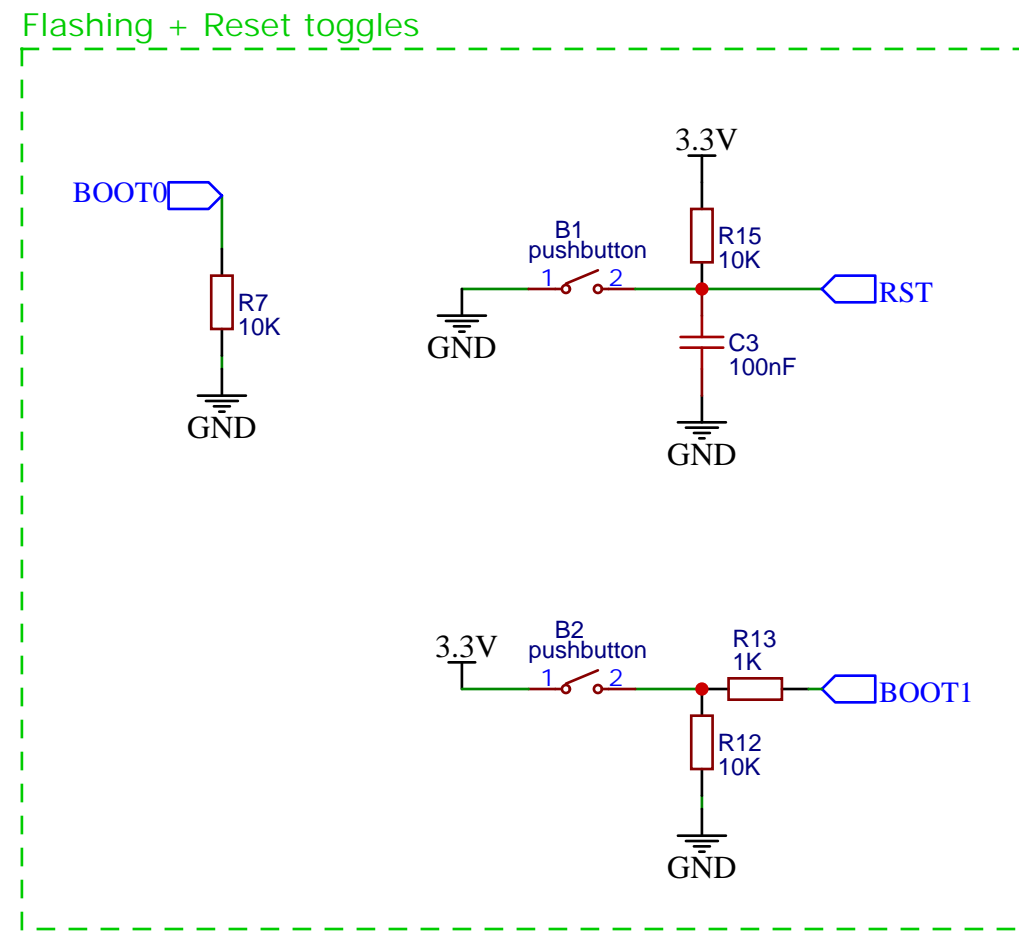 Flashing + Reset toggles
BOOT0
R7
10K
GND
3.3V
R15
10K
B1
pushbutton
1
2
GND
RST
C3
100nF
GND
3.3V
B2
pushbutton
1
2
R13
1K
BOOT1
R12
10K
GND